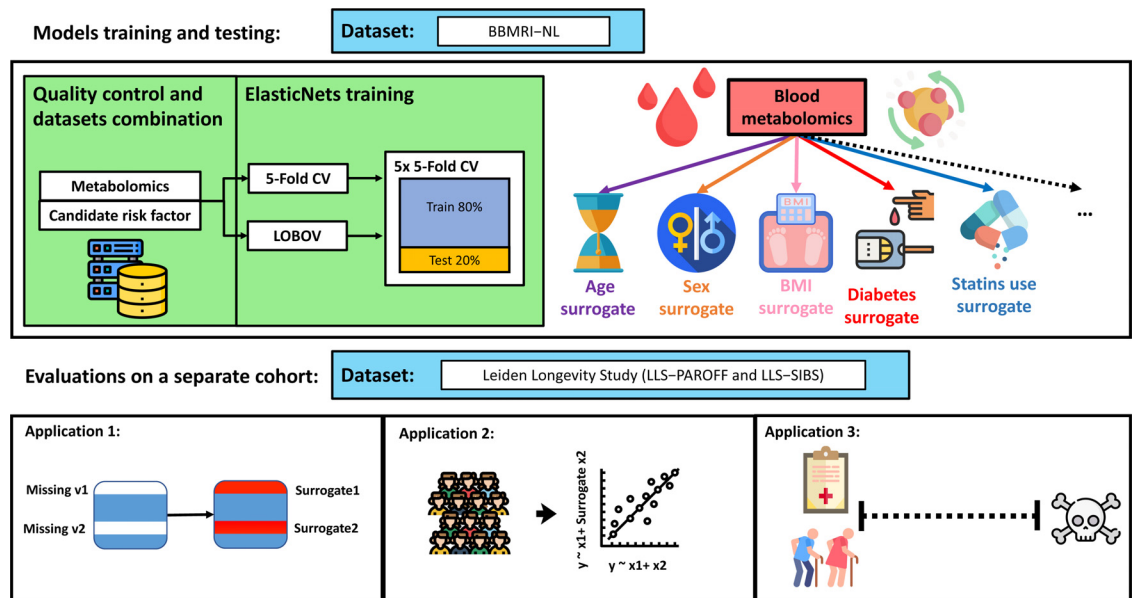 Models training and testing:
Dataset:
BBMRI−NL
Quality control and
datasets combination
ElasticNets training
Metabolomics
Candidate risk factor
5-Fold CV
LOBOV
5x 5-Fold CV
Train 80%
Test 20%
Blood
metabolomics
BMI
...
Age
surrogate
Sex
surrogate
BMI
surrogate
Diabetes
surrogate
Statins use
surrogate
Evaluations on a separate cohort:
Dataset:
Leiden Longevity Study (LLS−PAROFF and LLS−SIBS)
Application 1:
Missing v1
Missing v2
Surrogate1
Surrogate2
Application 2:
y ~ x1+ Surrogate x2
y ~ x1+ x2
Application 3: